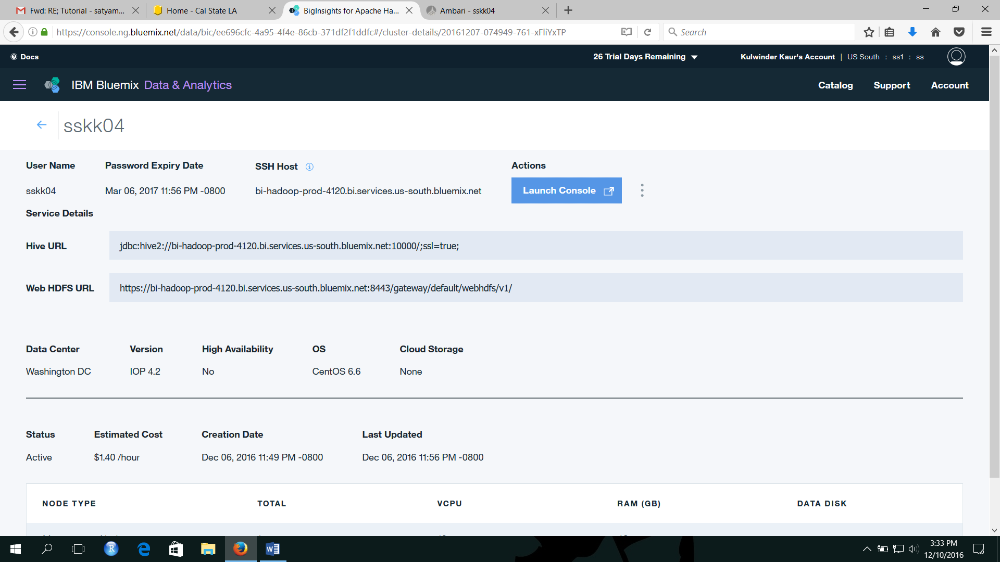 Fwd: RE; Tutorial - satyam...
Home - Cal State LA
BigInsights for Apache Ha...
Ambari - sskk04
https://console.ng.bluemix.net/data/bic/ee696cfc-4a95-4f4e-86cb-371df2f1ddfc#/cluster-details/20161207-074949-761-xFliYxTP
Search
Docs
26 Trial Days Remaining
Kulwinder Kaur's Account | US South : ss1 : ss
IBM Bluemix Data & Analytics
Catalog Support Account
sskk04
User Name Password Expiry Date SSH Host Actions
sskk04 Mar 06, 2017 11:56 PM -0800 bi-hadoop-prod-4120.bi.services.us-south.bluemix.net Launch Console
Service Details
Hive URL jdbc:hive2://bi-hadoop-prod-4120.bi.services.us-south.bluemix.net:10000/;ssl=true;
Web HDFS URL https://bi-hadoop-prod-4120.bi.services.us-south.bluemix.net:8443/gateway/default/webhdfs/v1/
Data Center Version High Availability OS Cloud Storage
Washington DC IOP 4.2 No CentOS 6.6 None
Status Estimated Cost Creation Date Last Updated
Active $1.40 /hour Dec 06, 2016 11:49 PM -0800 Dec 06, 2016 11:56 PM -0800
NODE TYPE TOTAL VCPU RAM (GB) DATA DISK
3:33 PM
12/10/2016